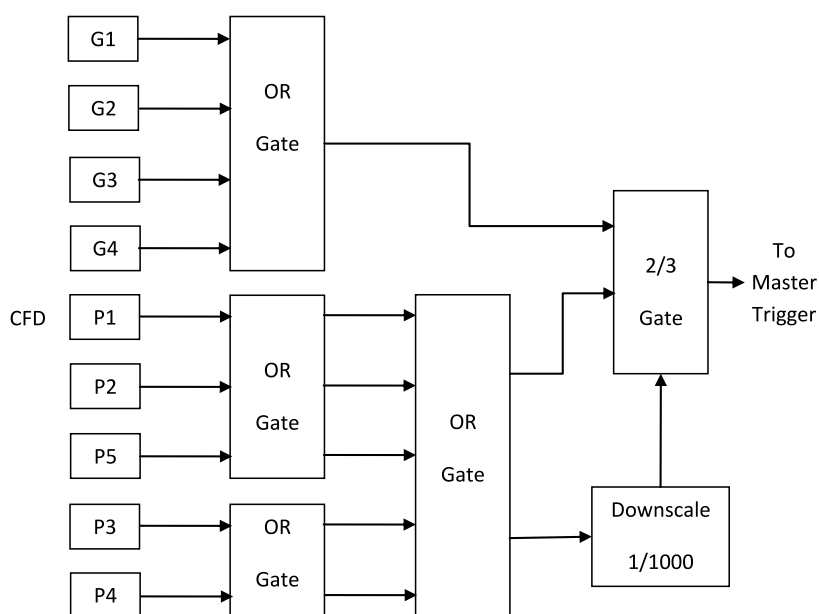 G1
G2
G3
G4
OR
Gate
CFD
P1
P2
P5
OR
Gate
P3
P4
OR
Gate
OR
Gate
2/3
Gate
Downscale
1/1000
To
Master
Trigger